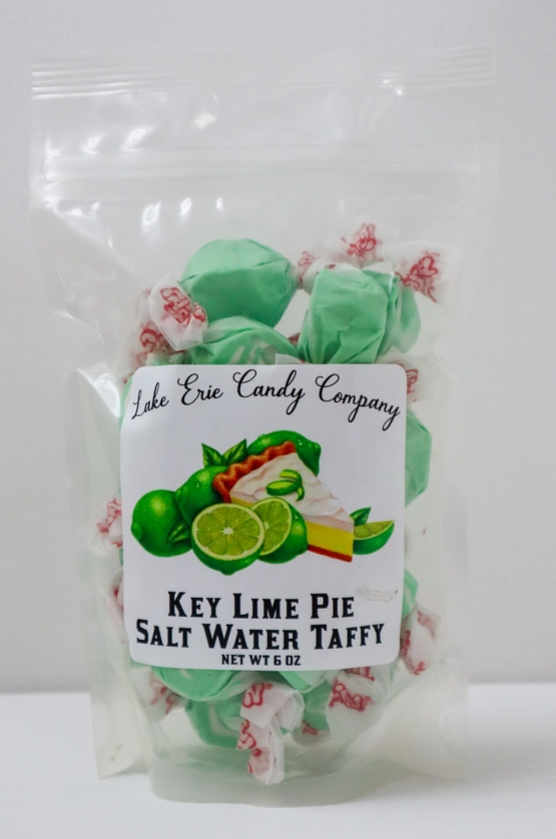 Lake Erie Candy Company
Key Lime Pie
Salt Water Taffy
NET WT 6 OZ